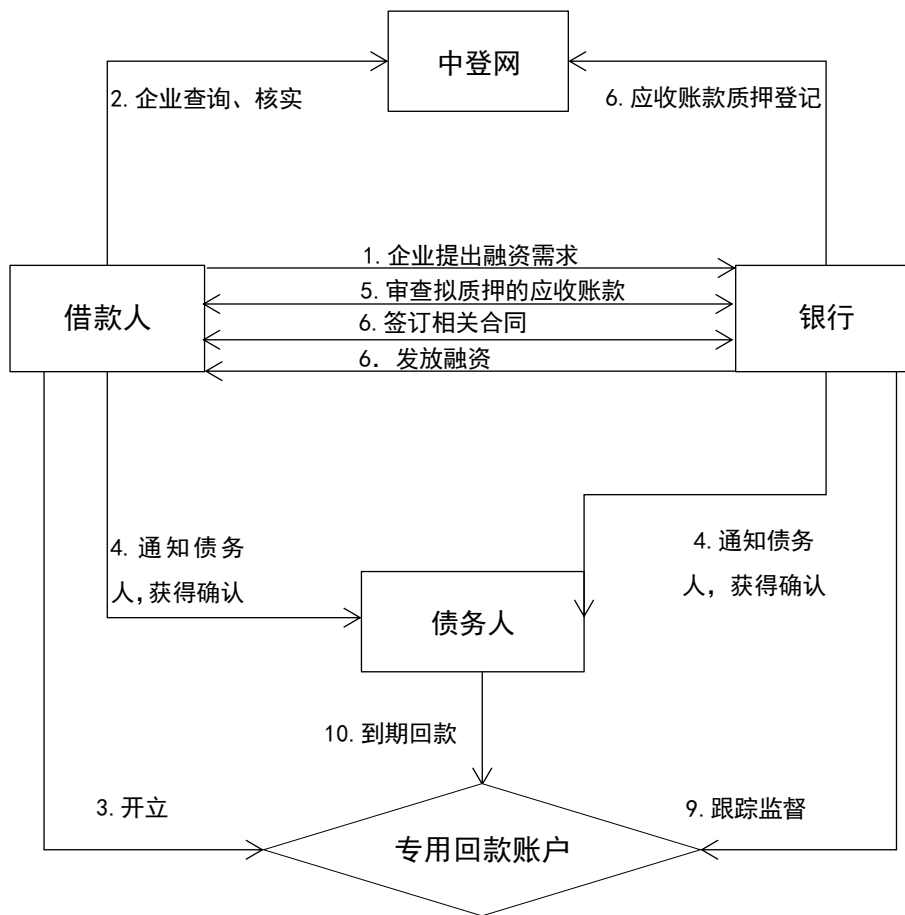 中登网
2. 企业查询、核实
6. 应收账款质押登记
1. 企业提出融资需求
5. 审查拟质押的应收账款
6. 签订相关合同
6. 发放融资
借款人
银行
4. 通知债务
人,获得确认
4. 通知债务
人，获得确认
债务人
10. 到期回款
3. 开立
9. 跟踪监督
专用回款账户